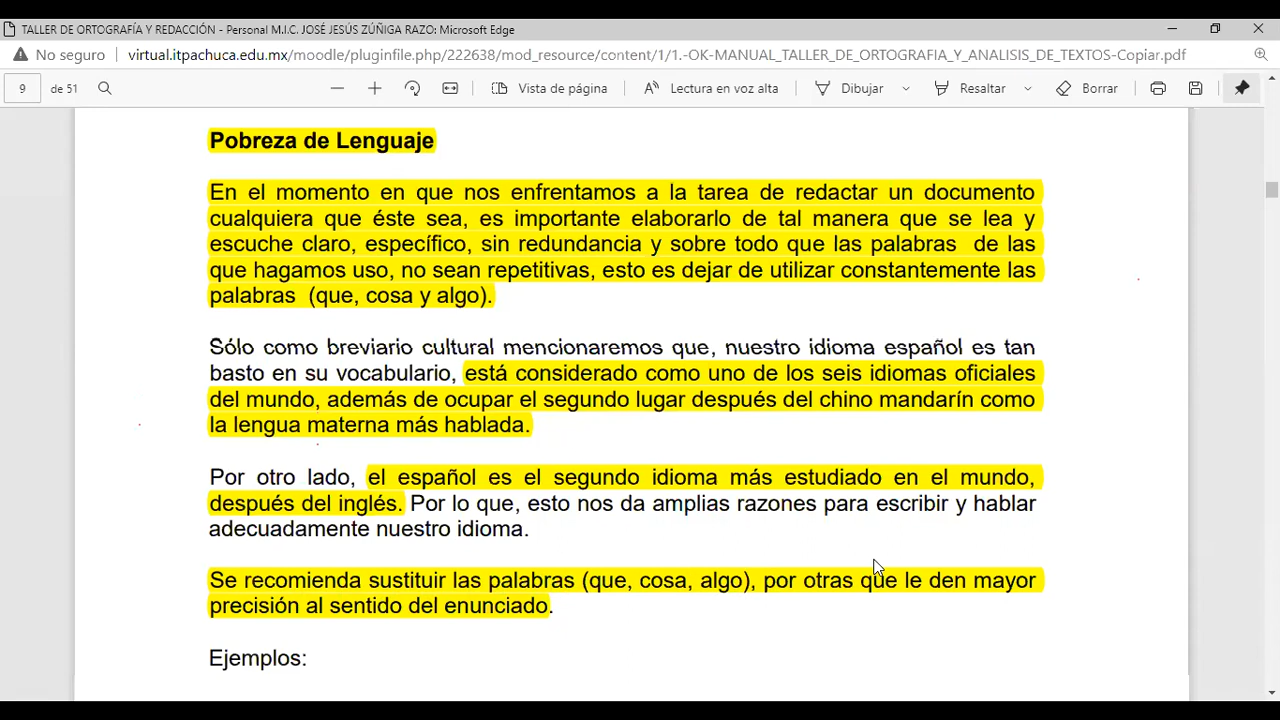 TALLER DE ORTOGRAFÍA Y REDACCIÓN - Personal M.I.C. JOSÉ JESÚS ZÚÑIGA RAZO: Microsoft Edge
No seguro virtual.itpachuca.edu.mx/moodle/pluginfile.php/222638/mod_resource/content/1/1.-OK-MANUAL_TALLER_DE_ORTOGRAFIA_Y_ANALISIS_DE_TEXTOS-Copiar.pdf
9 de 51 Vista de página Lectura en voz alta Dibujar Resaltar Borrar
Pobreza de Lenguaje
En el momento en que nos enfrentamos a la tarea de redactar un documento
cualquiera que éste sea, es importante elaborarlo de tal manera que se lea y
escuche claro, específico, sin redundancia y sobre todo que las palabras de las
que hagamos uso, no sean repetitivas, esto es dejar de utilizar constantemente las
palabras (que, cosa y algo).
Sólo como breviario cultural mencionaremos que, nuestro idioma español es tan
basto en su vocabulario, está considerado como uno de los seis idiomas oficiales
del mundo, además de ocupar el segundo lugar después del chino mandarín como
la lengua materna más hablada.
Por otro lado, el español es el segundo idioma más estudiado en el mundo,
después del inglés. Por lo que, esto nos da amplias razones para escribir y hablar
adecuadamente nuestro idioma.
Se recomienda sustituir las palabras (que, cosa, algo), por otras que le den mayor
precisión al sentido del enunciado.
Ejemplos: